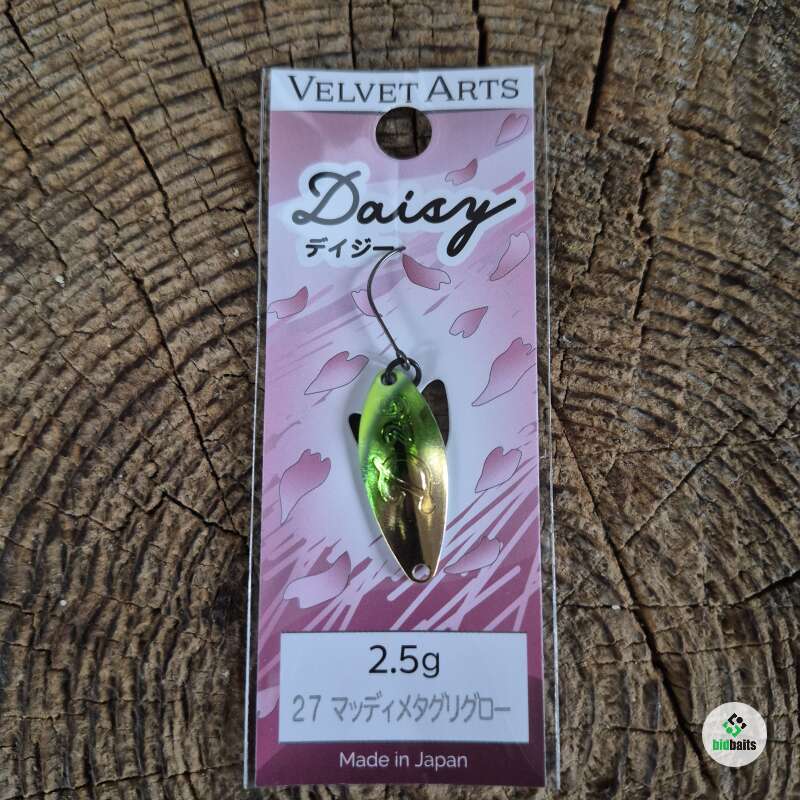 VELVET ARTS
Daisy
デイジー
2.5g
27 マッディメタグリグロー
Made in Japan
bidbaits